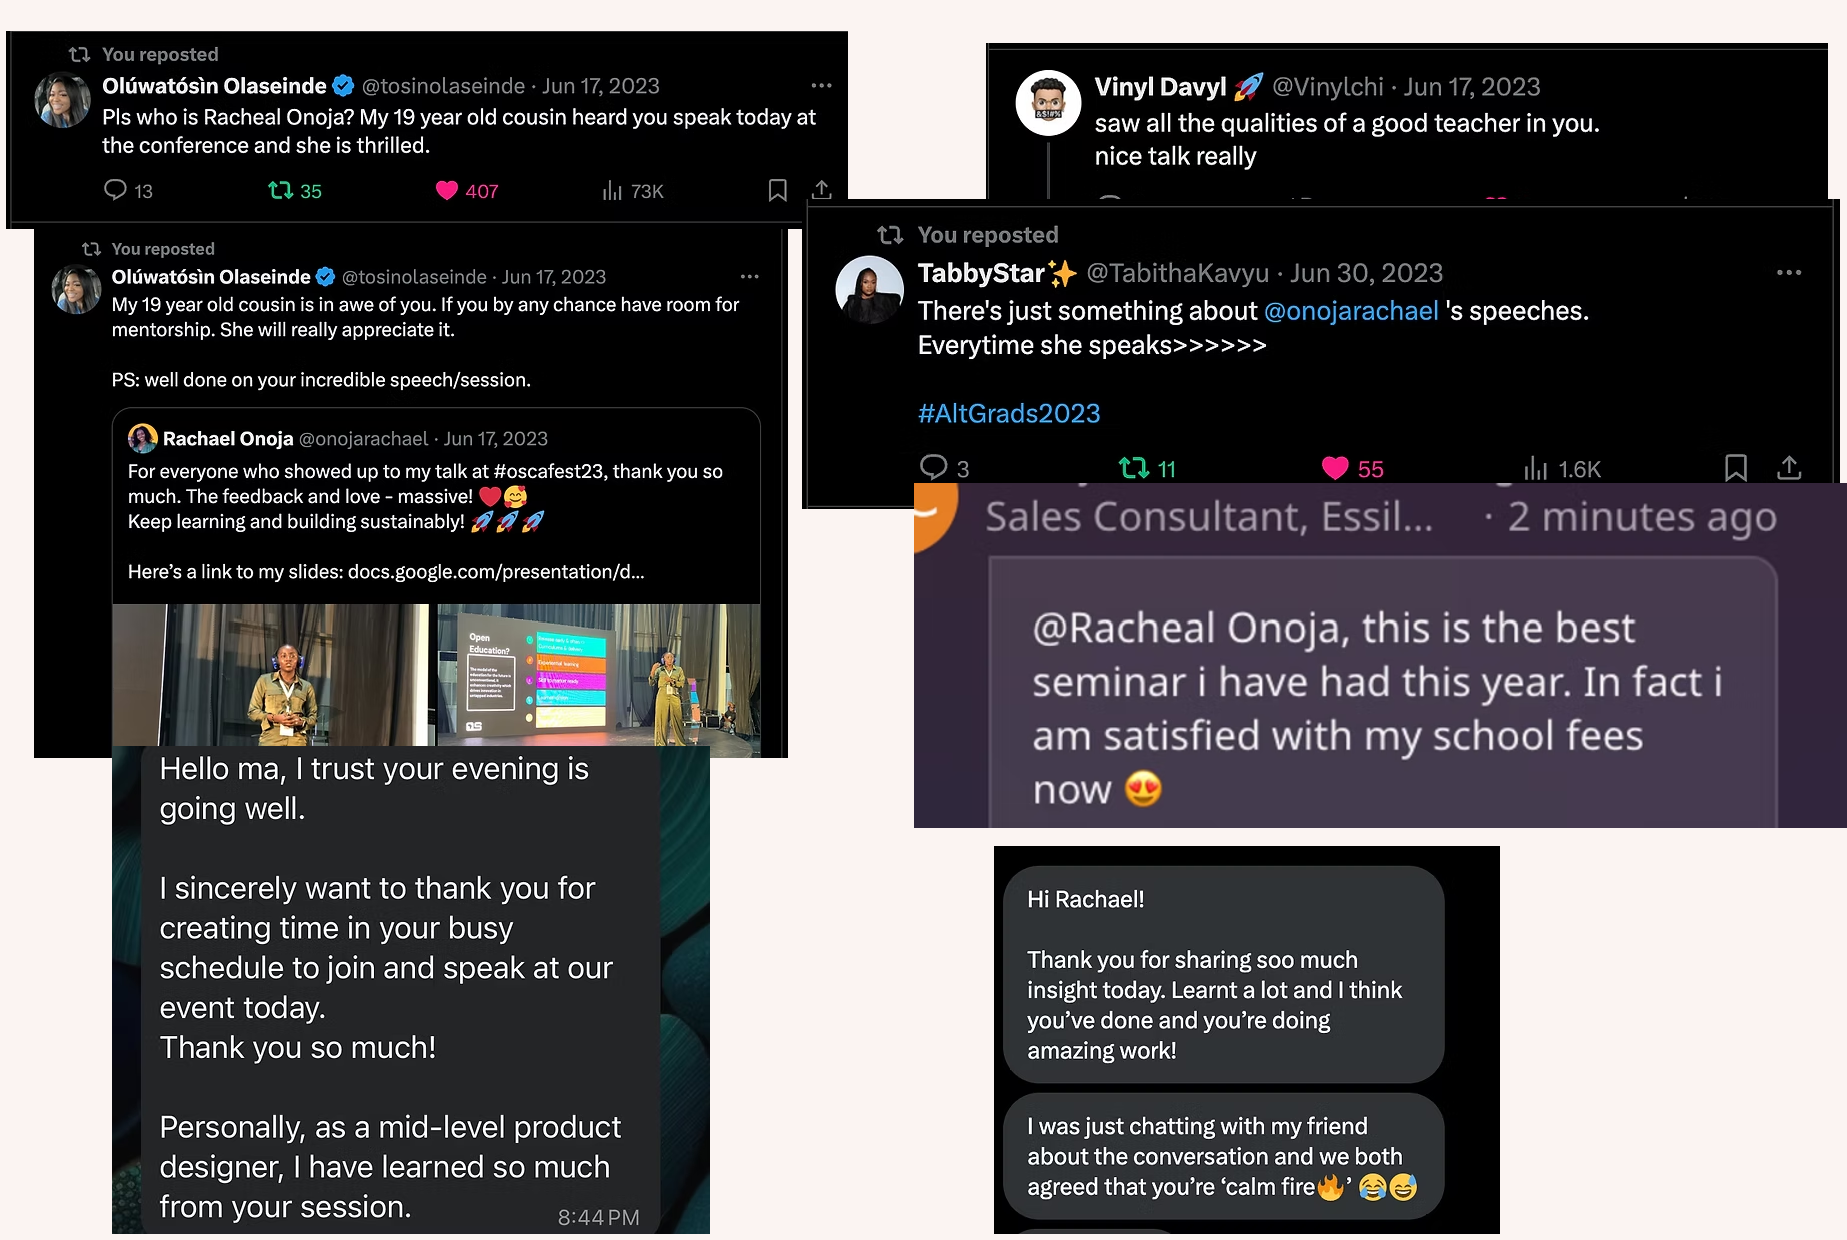 You reposted
Olúwatósìn Olaseinde @tosinolaseinde · Jun 17, 2023
Pls who is Racheal Onoja? My 19 year old cousin heard you speak today at
the conference and she is thrilled.
13 35 407 73K
You reposted
Olúwatósìn Olaseinde @tosinolaseinde · Jun 17, 2023
My 19 year old cousin is in awe of you. If you by any chance have room for
mentorship. She will really appreciate it.
PS: well done on your incredible speech/session.
Rachael Onoja @onojarachael · Jun 17, 2023
For everyone who showed up to my talk at #oscafest23, thank you so
much. The feedback and love - massive! ❤️🥰
Keep learning and building sustainably! 🚀🚀🚀
Here's a link to my slides: docs.google.com/presentation/d...
Open
Education?
Experiential learning
Hello ma, I trust your evening is
going well.
I sincerely want to thank you for
creating time in your busy
schedule to join and speak at our
event today.
Thank you so much!
Personally, as a mid-level product
designer, I have learned so much
from your session.
8:44 PM
Vinyl Davyl 🚀 @Vinylchi · Jun 17, 2023
saw all the qualities of a good teacher in you.
nice talk really
You reposted
TabbyStar✨ @TabithaKavyu · Jun 30, 2023
There's just something about @onojarachael 's speeches.
Everytime she speaks>>>>>>
#AltGrads2023
3 11 55 1.6K
Sales Consultant, Essil... · 2 minutes ago
@Racheal Onoja, this is the best
seminar i have had this year. In fact i
am satisfied with my school fees
now 😍
Hi Rachael!
Thank you for sharing soo much
insight today. Learnt a lot and I think
you've done and you're doing
amazing work!
I was just chatting with my friend
about the conversation and we both
agreed that you're 'calm fire🔥' 😂😅